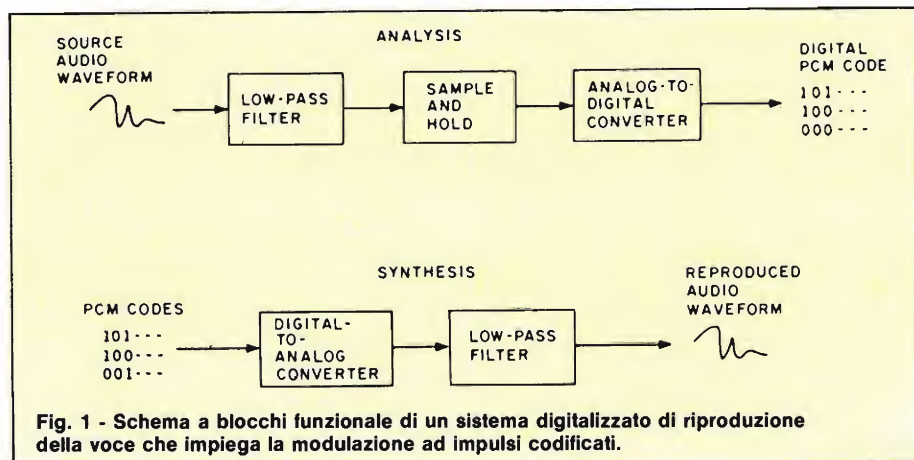 ANALYSIS
SOURCE
AUDIO
WAVEFORM
LOW-PASS
FILTER
SAMPLE
AND
HOLD
ANALOG-TO-
DIGITAL
CONVERTER
DIGITAL
PCM CODE
101---
100---
000---
SYNTHESIS
PCM CODES
101---
100---
001---
DIGITAL-
TO-
ANALOG
CONVERTER
LOW-PASS
FILTER
REPRODUCED
AUDIO
WAVEFORM
Fig. 1 - Schema a blocchi funzionale di un sistema digitalizzato di riproduzione
della voce che impiega la modulazione ad impulsi codificati.